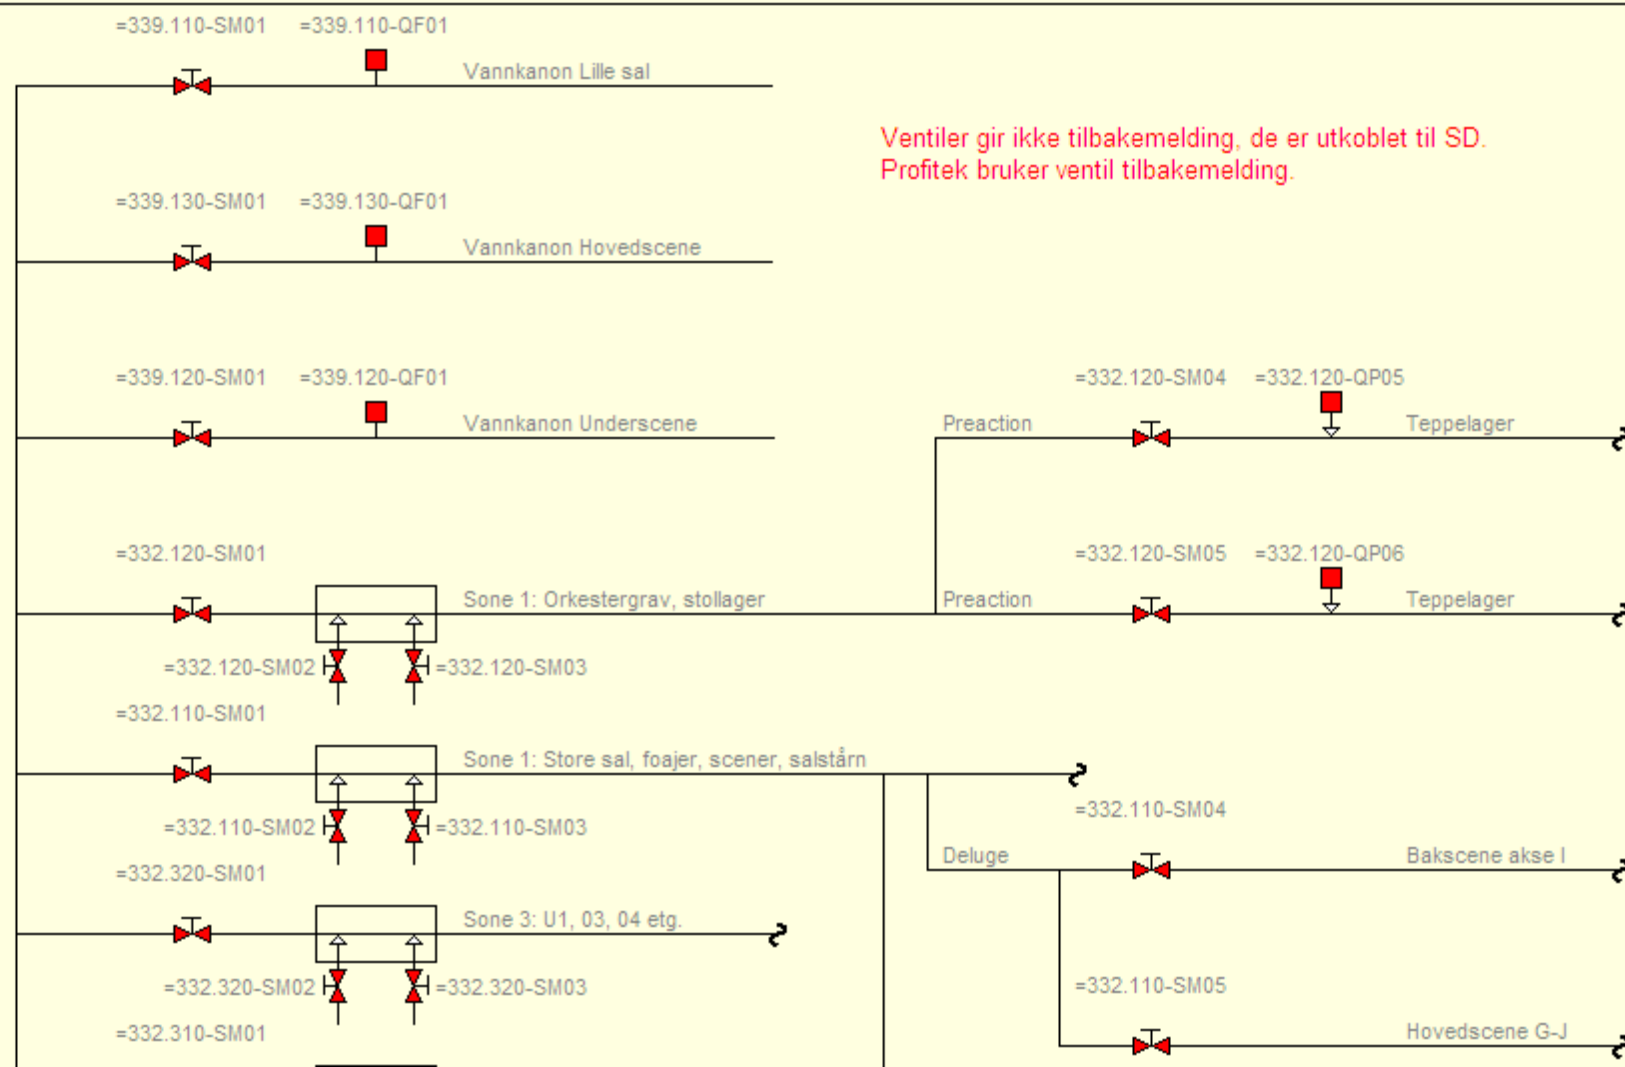 =339.110-SM01 =339.110-QF01
Vannkanon Lille sal
Ventiler gir ikke tilbakemelding, de er utkoblet til SD.
Profitek bruker ventil tilbakemelding.
=339.130-SM01 =339.130-QF01
Vannkanon Hovedscene
=339.120-SM01 =339.120-QF01
Vannkanon Underscene
=332.120-SM04 =332.120-QP05
Preaction
Teppelager
=332.120-SM01
=332.120-SM05 =332.120-QP06
Sone 1: Orkestergrav, stollager
Preaction
Teppelager
=332.120-SM02
=332.120-SM03
=332.110-SM01
Sone 1: Store sal, foajer, scener, salstårn
=332.110-SM02
=332.110-SM03
=332.110-SM04
Deluge
Bakscene akse I
=332.320-SM01
Sone 3: U1, 03, 04 etg.
=332.320-SM02
=332.320-SM03
=332.110-SM05
Hovedscene G-J
=332.310-SM01